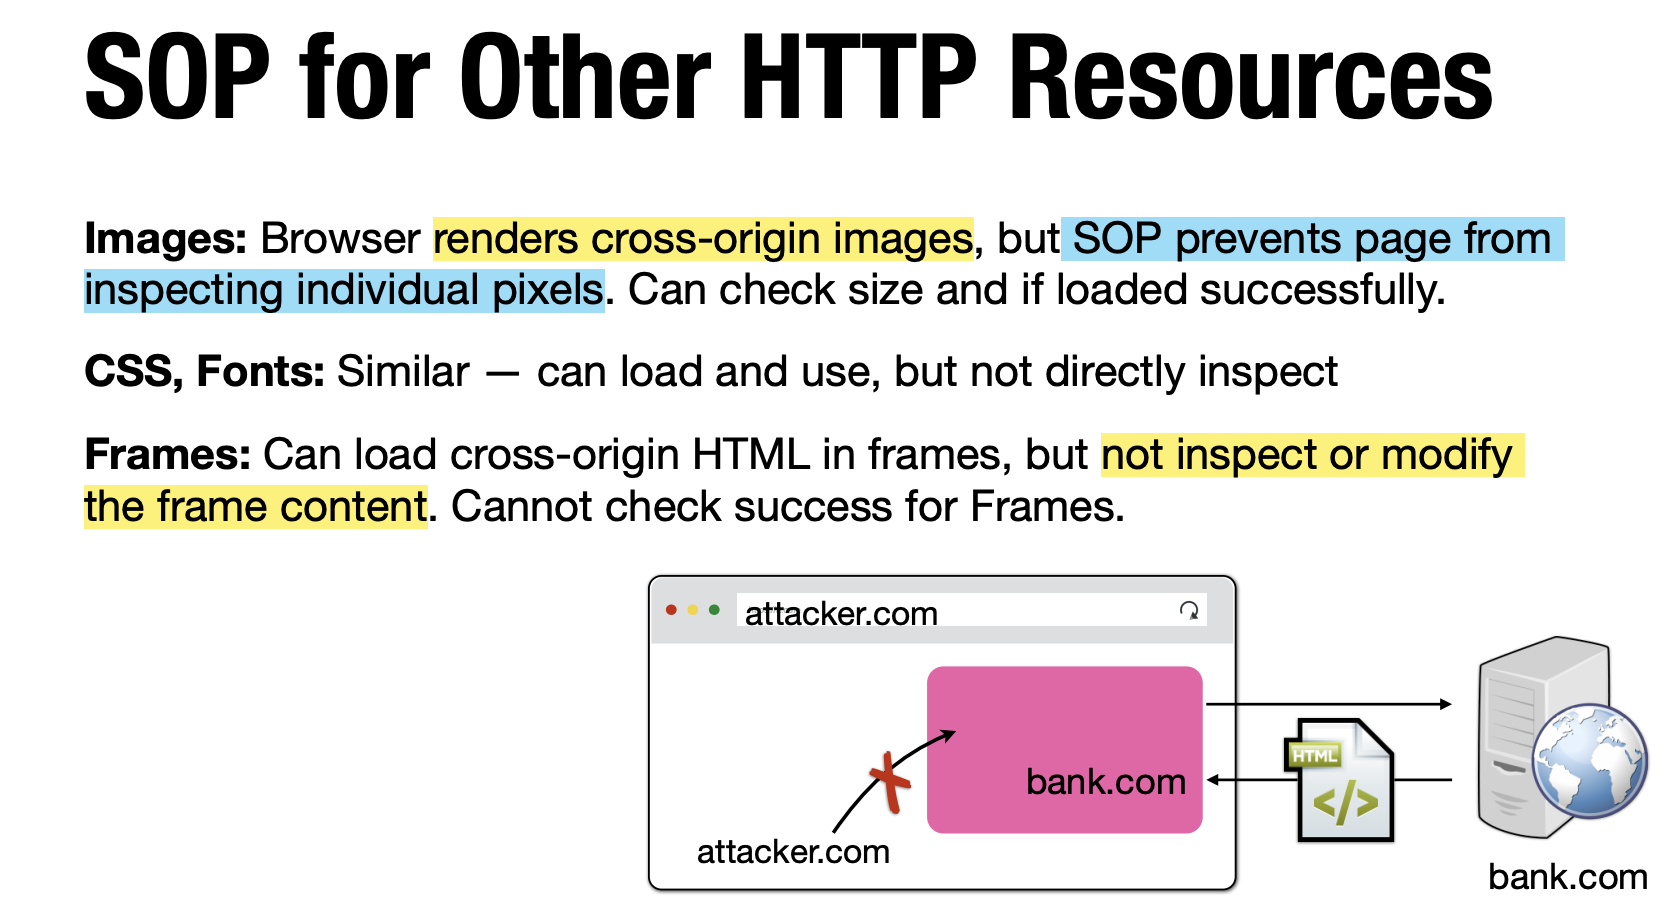 SOP for Other HTTP Resources
Images: Browser renders cross-origin images, but SOP prevents page from
inspecting individual pixels. Can check size and if loaded successfully.
CSS, Fonts: Similar — can load and use, but not directly inspect
Frames: Can load cross-origin HTML in frames, but not inspect or modify
the frame content. Cannot check success for Frames.
attacker.com
HTML
</>
bank.com
attacker.com
bank.com